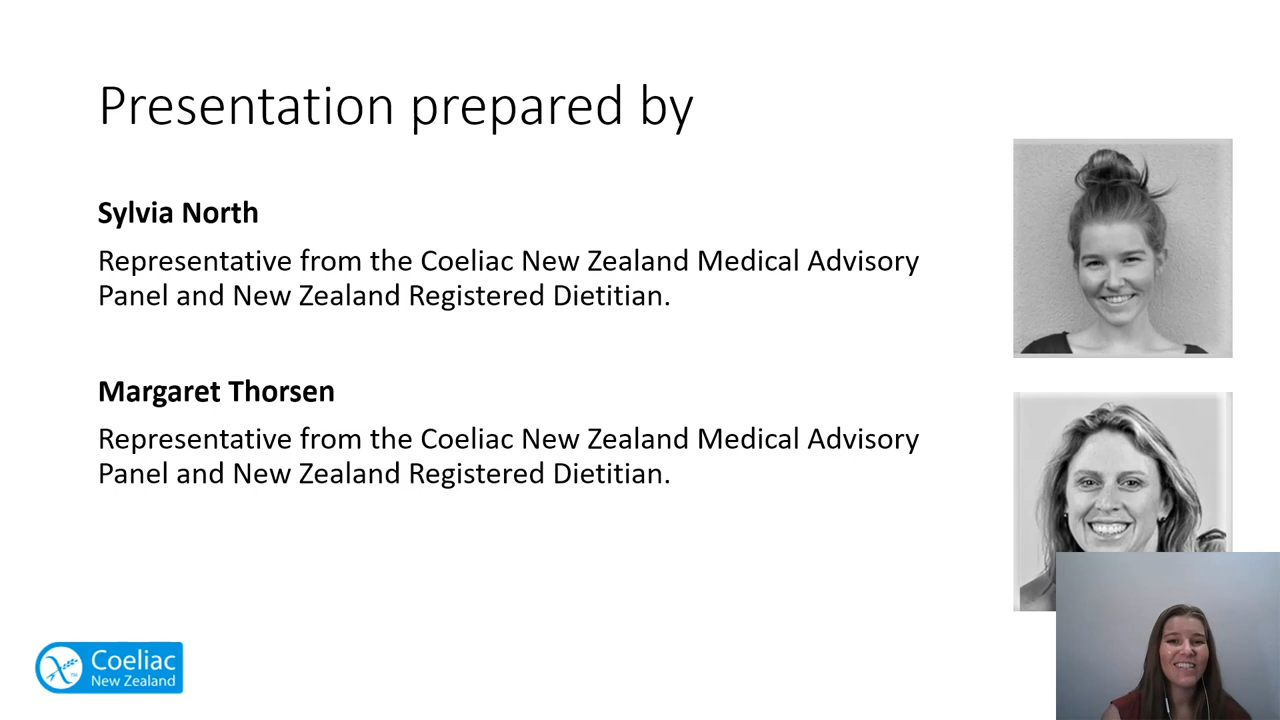 Presentation prepared by
Sylvia North
Representative from the Coeliac New Zealand Medical Advisory
Panel and New Zealand Registered Dietitian.
Margaret Thorsen
Representative from the Coeliac New Zealand Medical Advisory
Panel and New Zealand Registered Dietitian.
Coeliac
New Zealand
TM